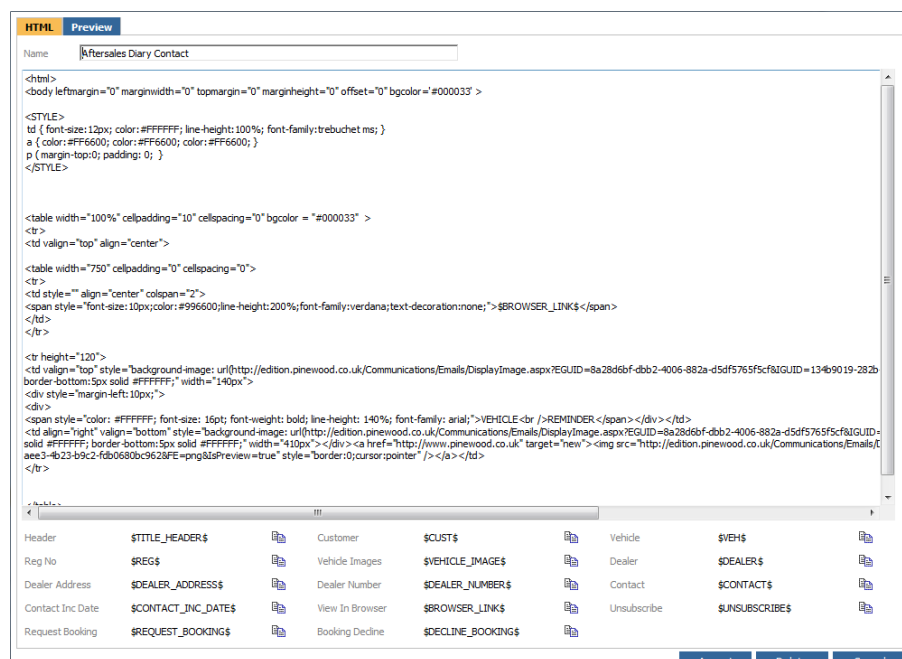 HTML Preview
Name Aftersales Diary Contact
<html>
<body leftmargin="0" marginwidth="0" topmargin="0" marginheight="0" offset="0" bgcolor='#000033' >
<STYLE>
td { font-size:12px; color:#FFFFFF; line-height:100%; font-family:trebuchet ms; }
a { color:#FF6600; color:#FF6600; color:#FF6600; }
p { margin-top:0; padding: 0; }
</STYLE>
<table width="100%" cellpadding="10" cellspacing="0" bgcolor = "#000033" >
<tr>
<td valign="top" align="center">
<table width="750" cellpadding="0" cellspacing="0">
<tr>
<td style="" align="center" colspan="2">
<span style="font-size:10px;color:#996600;line-height:200%;font-family:verdana;text-decoration:none;">$BROWSER_LINK$</span>
</td>
</tr>
<tr height="120">
<td valign="top" style="background-image: url(http://edition.pinewood.co.uk/Communications/Emails/DisplayImage.aspx?EGUID=8a28d6bf-dbb2-4006-882a-d5df5765f5cf&IGUID=134b9019-282b
border-bottom:5px solid #FFFFFF;" width="140px">
<div style="margin-left:10px;">
<div>
<span style="color: #FFFFFF; font-size: 16pt; font-weight: bold; line-height: 140%; font-family: arial;">VEHICLE<br />REMINDER</span></div></td>
<td align="right" valign="bottom" style="background-image: url(http://edition.pinewood.co.uk/Communications/Emails/DisplayImage.aspx?EGUID=8a28d6bf-dbb2-4006-882a-d5df5765f5cf&IGUID=
solid #FFFFFF; border-bottom:5px solid #FFFFFF;" width="410px"></div><a href="http://www.pinewood.co.uk" target="new"><img src="http://edition.pinewood.co.uk/Communications/Emails/D
aee3-4b23-b9c2-fdb0680bc962&FE=png&IsPreview=true" style="border:0;cursor:pointer" /></a></td>
</tr>
Header $TITLE_HEADER$ Customer $CUST$ Vehicle $VEH$
Reg No $REG$ Vehicle Images $VEHICLE_IMAGE$ Dealer $DEALER$
Dealer Address $DEALER_ADDRESS$ Dealer Number $DEALER_NUMBER$ Contact $CONTACT$
Contact Inc Date $CONTACT_INC_DATE$ View In Browser $BROWSER_LINK$ Unsubscribe $UNSUBSCRIBE$
Request Booking $REQUEST_BOOKING$ Booking Decline $DECLINE_BOOKING$